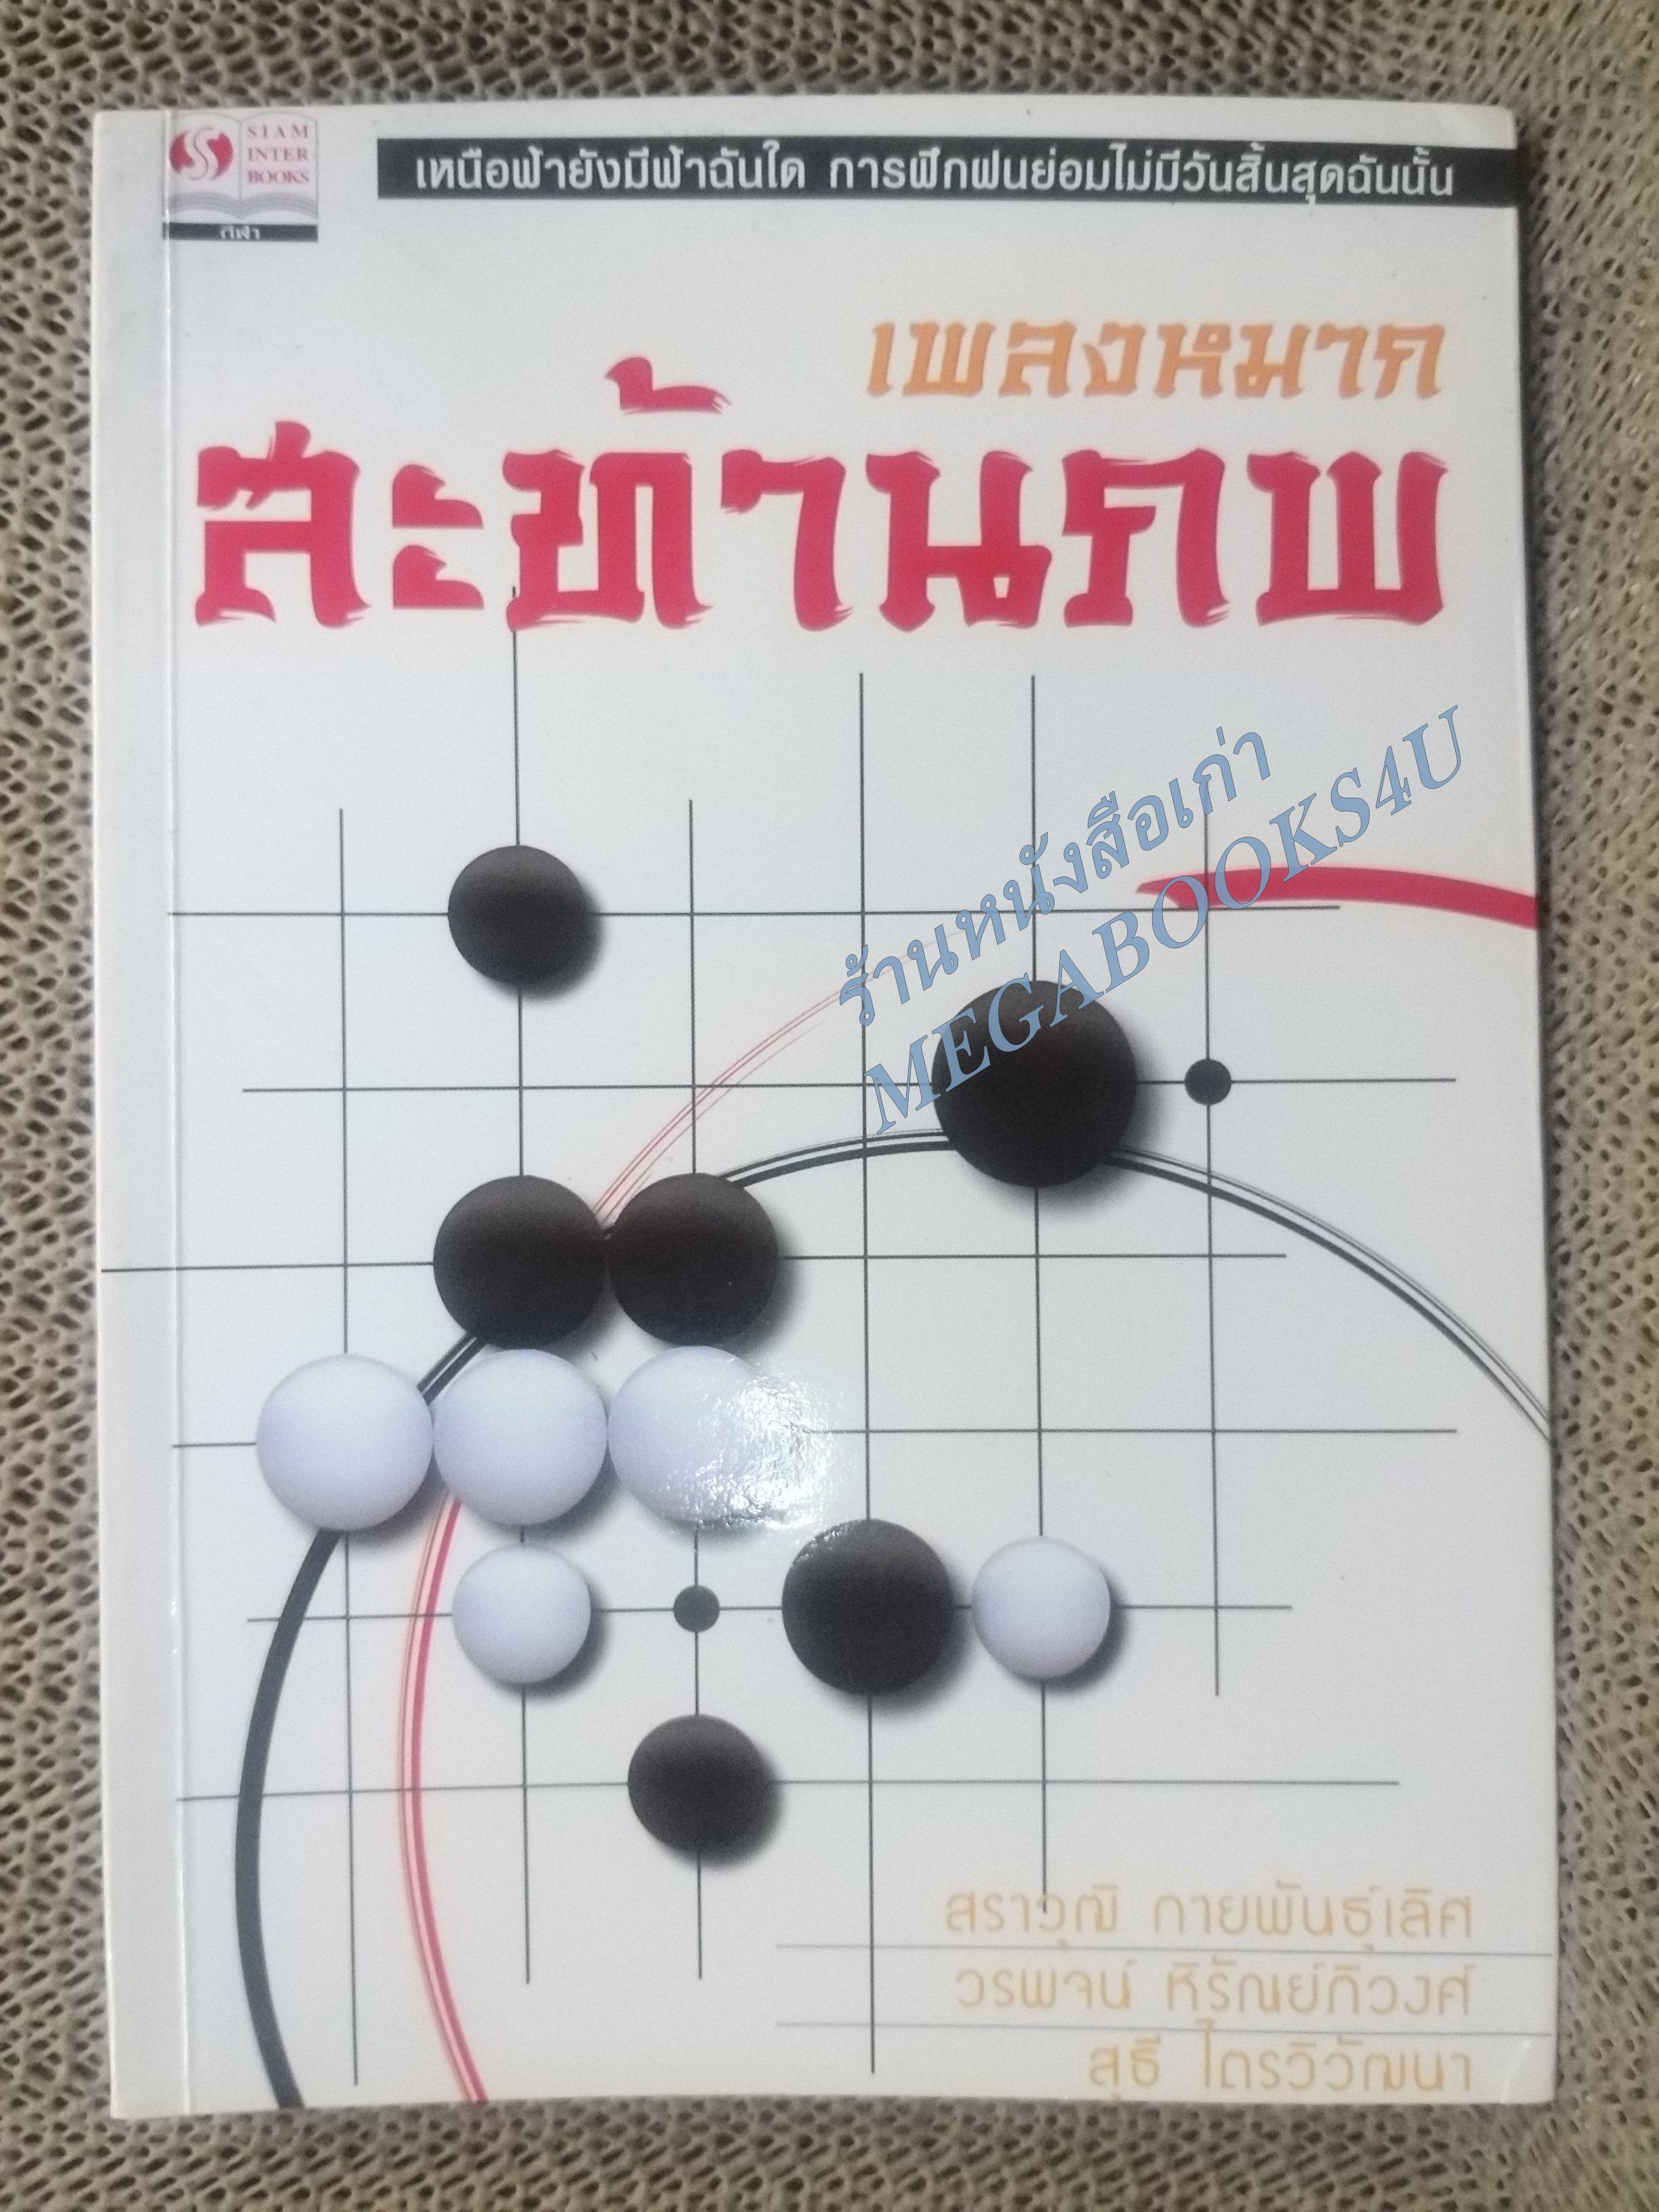 SIAM
INTER
BOOKS
กีฬา
เหนือฟ้ายังมีฟ้าฉันใด การฝึกฝนย่อมไม่มีวันสิ้นสุดฉันนั้น
เพลงหมาก
สะท้านภพ
ร้านหนังสือเก่า
MEGABOOKS4U
สราวุฒิ กายพันธุ์เลิศ
วรพจน์ หิรัณย์ภิวงศ์
สุธี ไตรวิวัฒนา